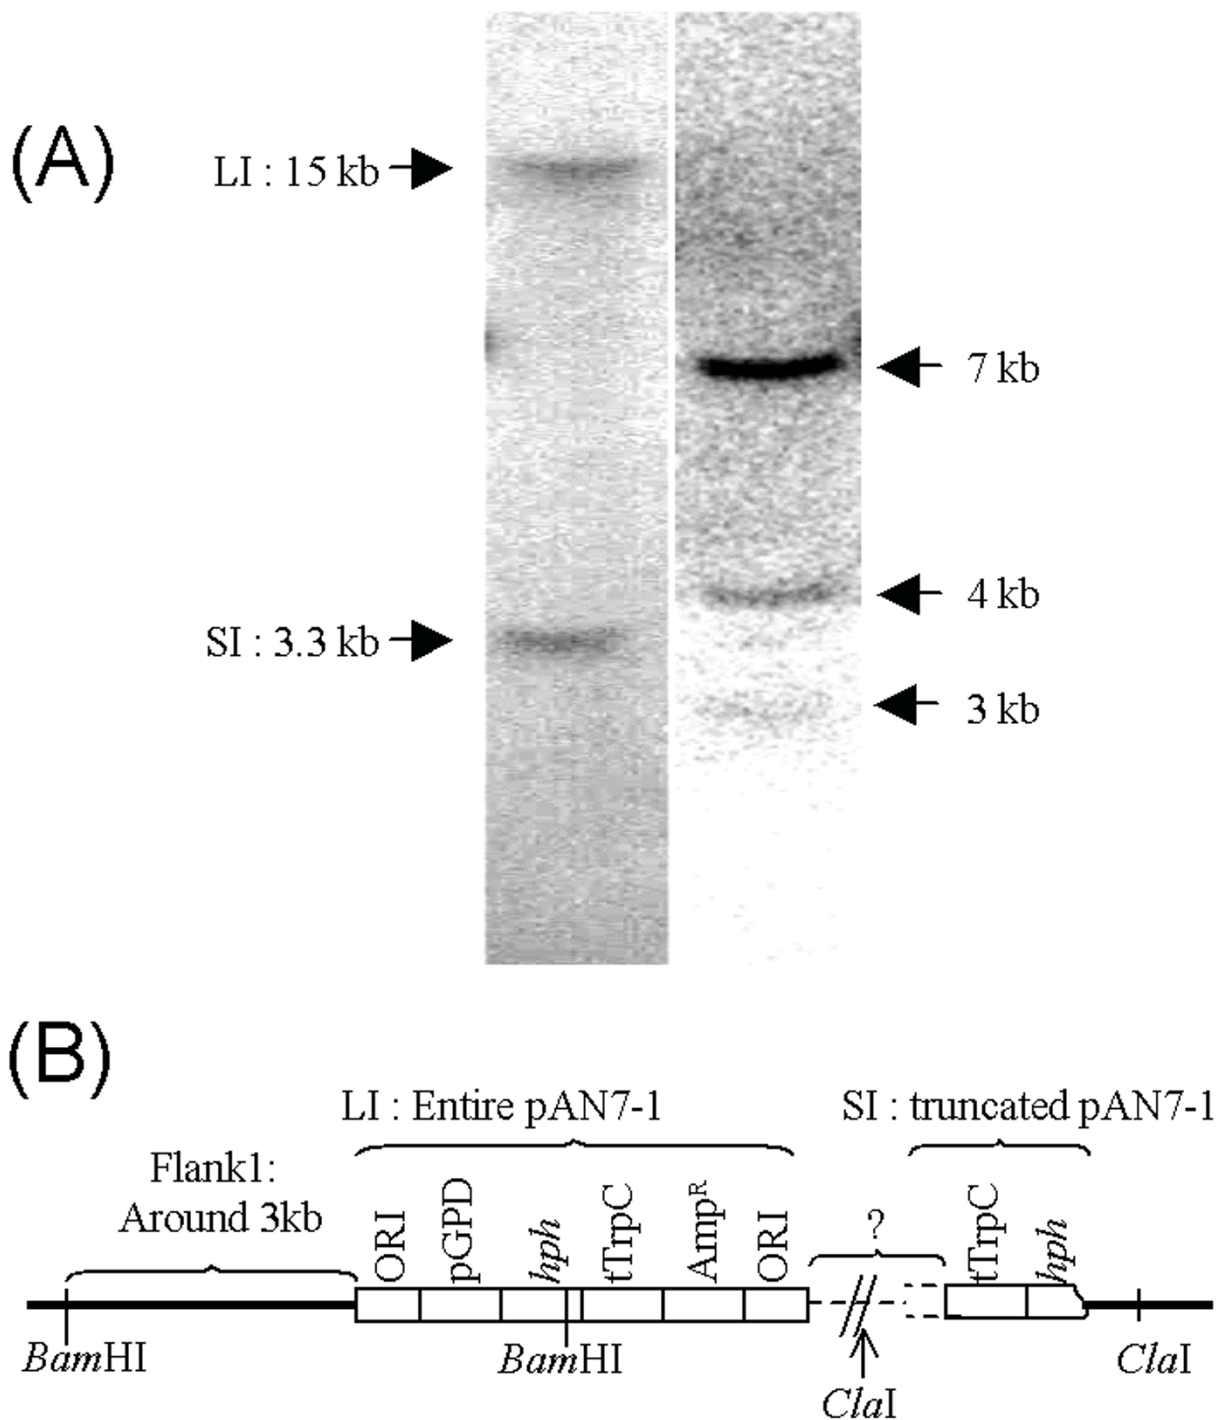 (A)
LI : 15 kb
7 kb
4 kb
SI : 3.3 kb
3 kb
(B)
LI : Entire pAN7-1
SI : truncated pAN7-1
Flank1:
Around 3kb
ORI
pGPD
hph
tTrpC
Amp^R
ORI
?
tTrpC
hph
BamHI
BamHI
ClaI
ClaI